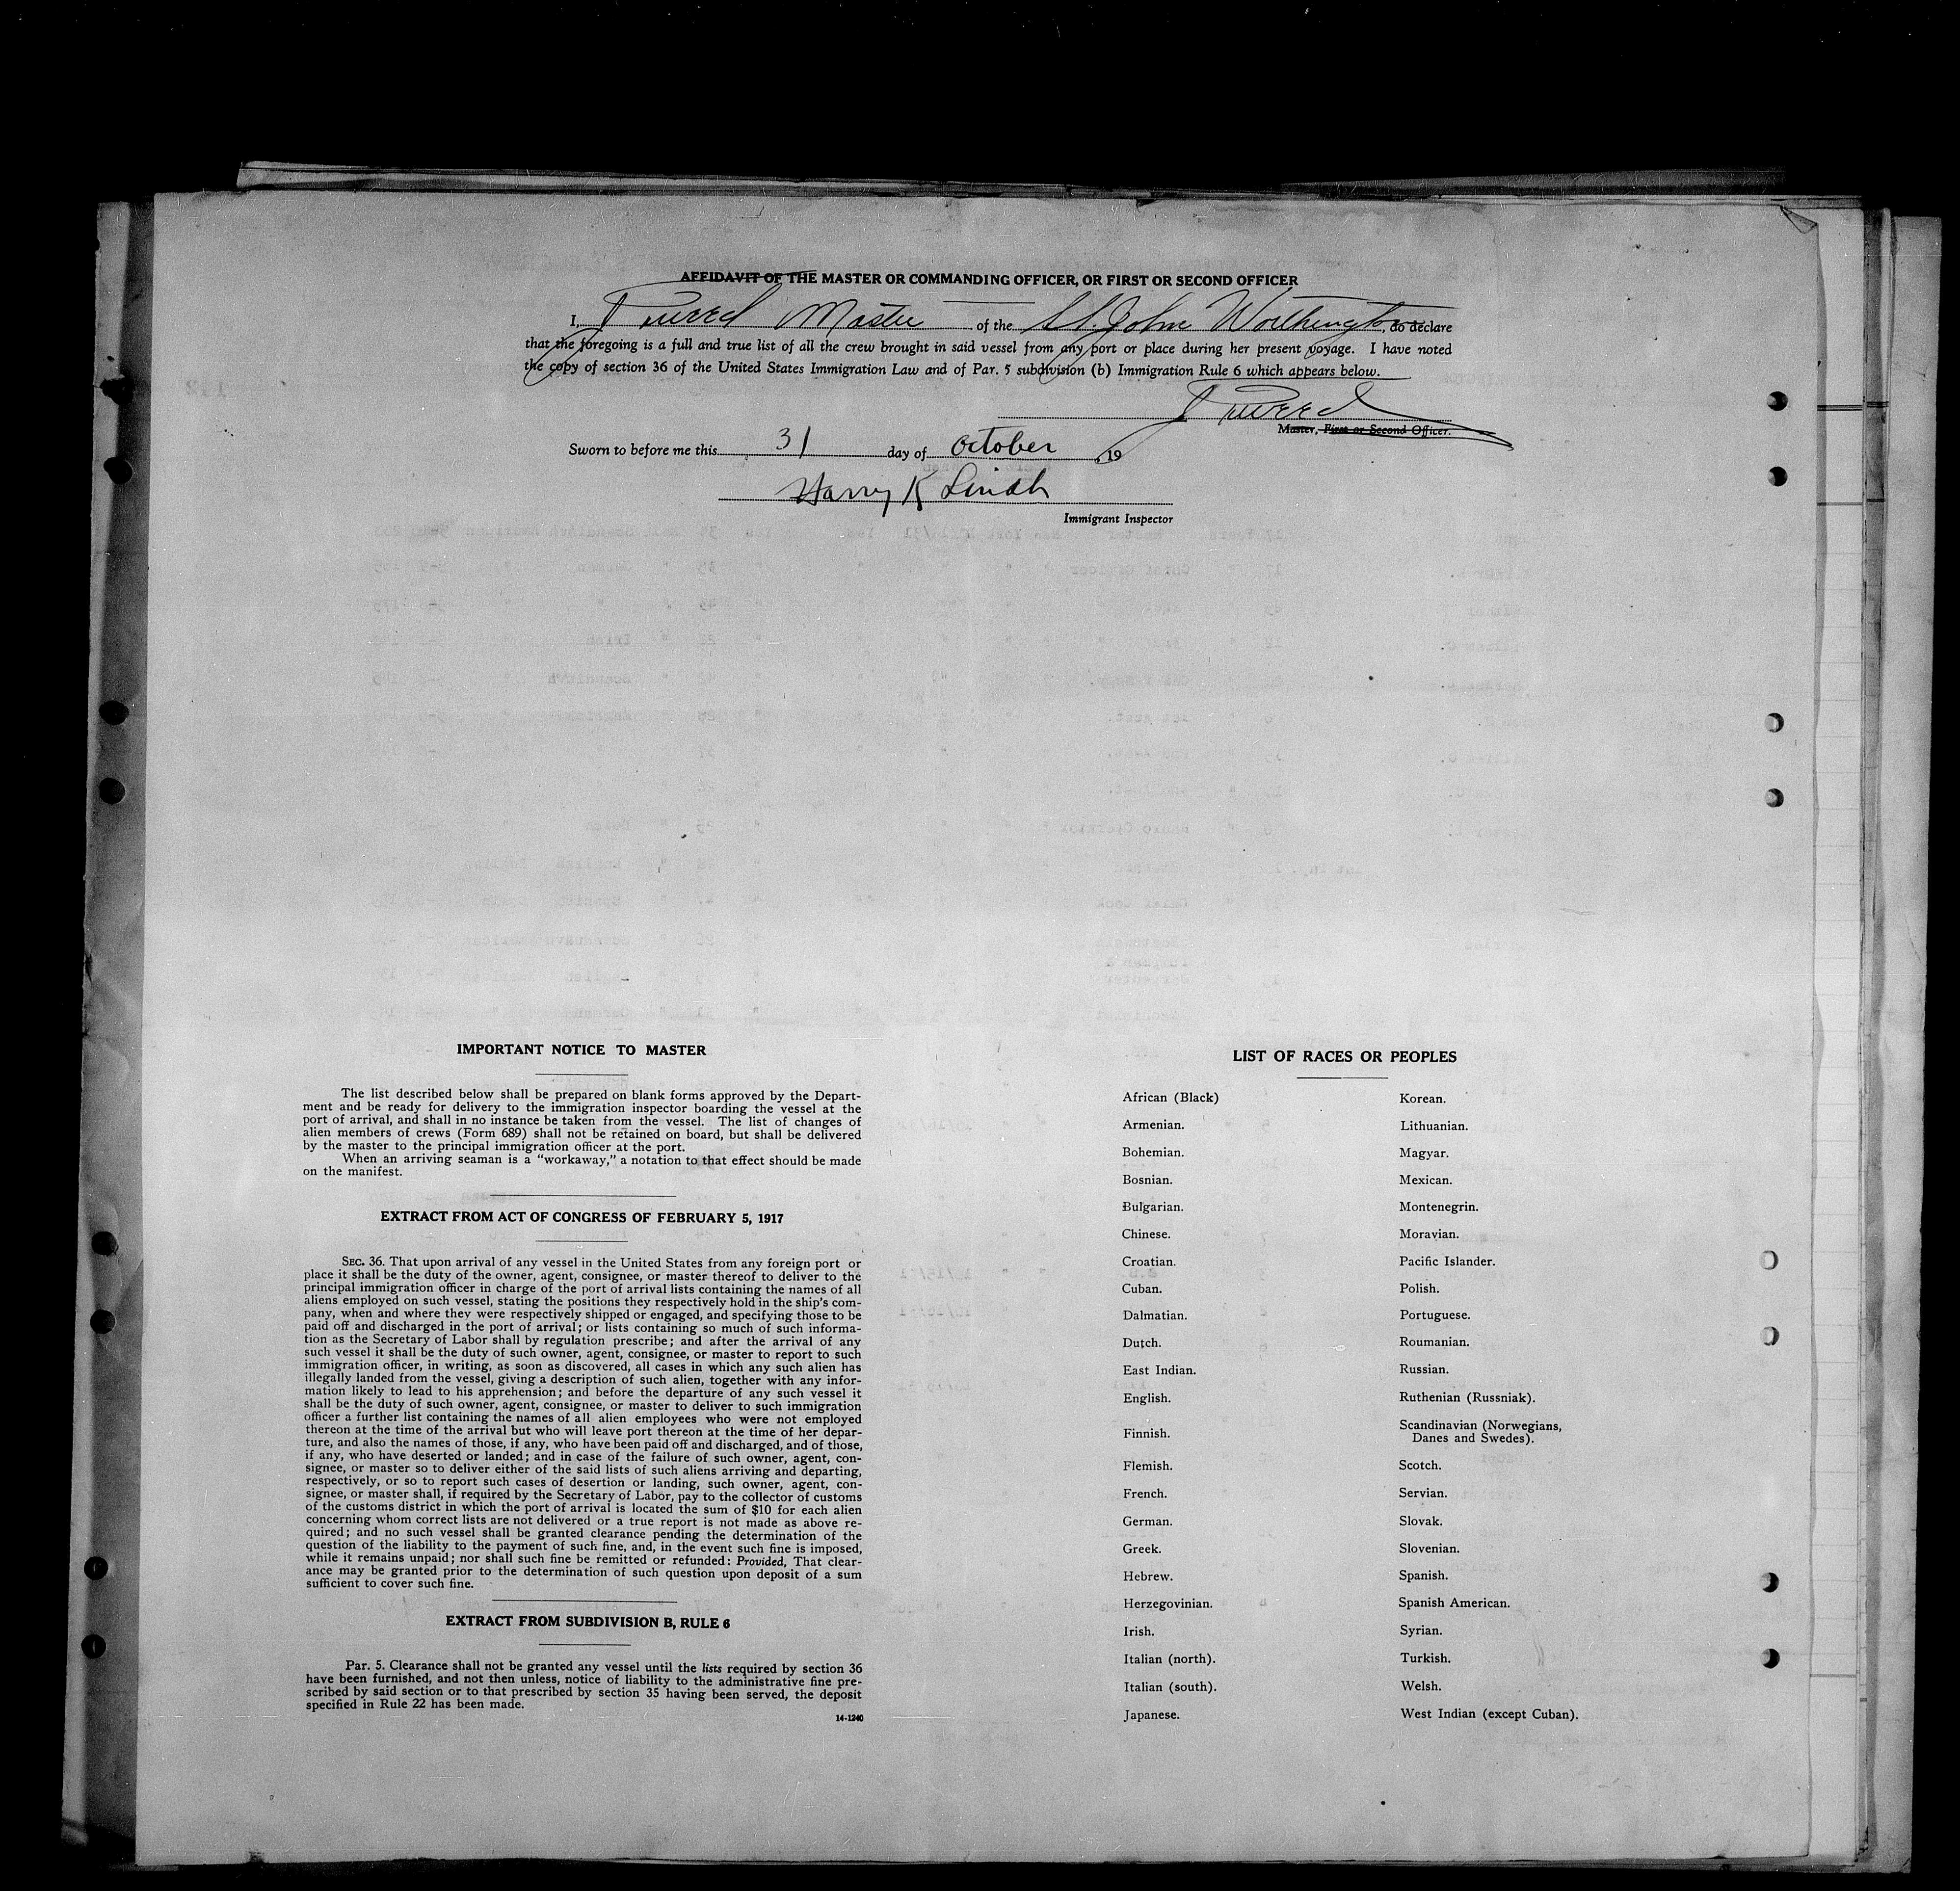 AFFIDAVIT OF THE MASTER OR COMMANDING OFFICER, OR FIRST OR SECOND OFFICER
I, Master of the St. John Worthington, do declare
that the foregoing is a full and true list of all the crew brought in said vessel from any port or place during her present voyage. I have noted
the copy of section 36 of the United States Immigration Law and of Par. 5 subdivision (b) Immigration Rule 6 which appears below.
Master, First or Second Officer.
Sworn to before me this 31 day of October, 19
Harry K Lindh
Immigrant Inspector
IMPORTANT NOTICE TO MASTER
The list described below shall be prepared on blank forms approved by the Depart-
ment and be ready for delivery to the immigration inspector boarding the vessel at the
port of arrival, and shall in no instance be taken from the vessel. The list of changes of
alien members of crews (Form 689) shall not be retained on board, but shall be delivered
by the master to the principal immigration officer at the port.
When an arriving seaman is a "workaway," a notation to that effect should be made
on the manifest.
EXTRACT FROM ACT OF CONGRESS OF FEBRUARY 5, 1917
SEC. 36. That upon arrival of any vessel in the United States from any foreign port or
place it shall be the duty of the owner, agent, consignee, or master thereof to deliver to the
principal immigration officer in charge of the port of arrival lists containing the names of all
aliens employed on such vessel, stating the positions they respectively hold in the ship's com-
pany, when and where they were respectively shipped or engaged, and specifying those to be
paid off and discharged in the port of arrival; or lists containing so much of such informa-
tion as the Secretary of Labor shall by regulation prescribe; and after the arrival of any
such vessel it shall be the duty of such owner, agent, consignee, or master to report to such
immigration officer, in writing, as soon as discovered, all cases in which any such alien has
illegally landed from the vessel, giving a description of such alien, together with any infor-
mation likely to lead to his apprehension; and before the departure of any such vessel it
shall be the duty of such owner, agent, consignee, or master to deliver to such immigration
officer a further list containing the names of all alien employees who were not employed
thereon at the time of the arrival but who will leave port thereon at the time of her depar-
ture, and also the names of those, if any, who have been paid off and discharged, and of those,
if any, who have deserted or landed; and in case of the failure of such owner, agent, con-
signee, or master so to deliver either of the said lists of such aliens arriving and departing,
respectively, or so to report such cases of desertion or landing, such owner, agent, con-
signee, or master shall, if required by the Secretary of Labor, pay to the collector of customs
of the customs district in which the port of arrival is located the sum of $10 for each alien
concerning whom correct lists are not delivered or a true report is not made as above re-
quired; and no such vessel shall be granted clearance pending the determination of the
question of the liability to the payment of such fine, and, in the event such fine is imposed,
while it remains unpaid; nor shall such fine be remitted or refunded: Provided, That clear-
ance may be granted prior to the determination of such question upon deposit of a sum
sufficient to cover such fine.
EXTRACT FROM SUBDIVISION B, RULE 6
Par. 5. Clearance shall not be granted any vessel until the lists required by section 36
have been furnished, and not then unless, notice of liability to the administrative fine pre-
scribed by said section or to that prescribed by section 35 having been served, the deposit
specified in Rule 22 has been made.
14-1240
LIST OF RACES OR PEOPLES
African (Black)
Armenian.
Bohemian.
Bosnian.
Bulgarian.
Chinese.
Croatian.
Cuban.
Dalmatian.
Dutch.
East Indian.
English.
Finnish.
Flemish.
French.
German.
Greek.
Hebrew.
Herzegovinian.
Irish.
Italian (north).
Italian (south).
Japanese.
Korean.
Lithuanian.
Magyar.
Mexican.
Montenegrin.
Moravian.
Pacific Islander.
Polish.
Portuguese.
Roumanian.
Russian.
Ruthenian (Russniak).
Scandinavian (Norwegians,
Danes and Swedes).
Scotch.
Servian.
Slovak.
Slovenian.
Spanish.
Spanish American.
Syrian.
Turkish.
Welsh.
West Indian (except Cuban).